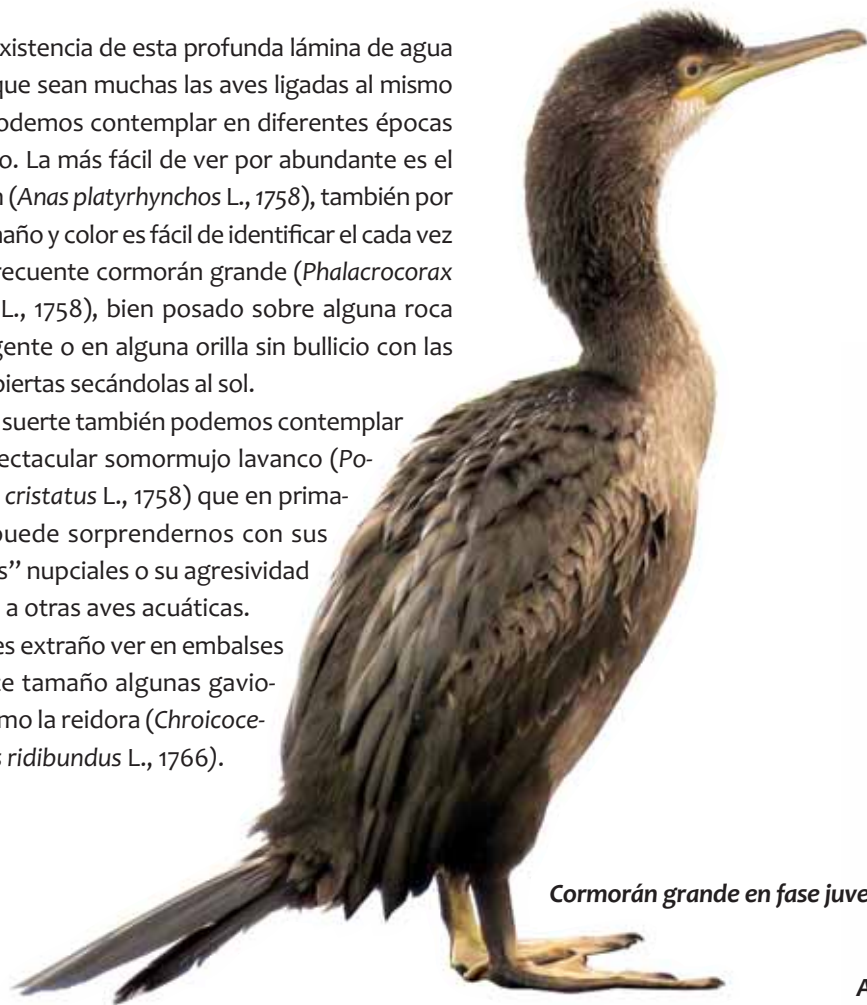 xistencia de esta profunda lámina de agua
que sean muchas las aves ligadas al mismo
odemos contemplar en diferentes épocas
o. La más fácil de ver por abundante es el
n (Anas platyrhynchos L., 1758), también por
maño y color es fácil de identificar el cada vez
recuente cormorán grande (Phalacrocorax
L., 1758), bien posado sobre alguna roca
gente o en alguna orilla sin bullicio con las
biertas secándolas al sol.
suerte también podemos contemplar
ectacular somormujo lavanco (Po-
cristatus L., 1758) que en prima-
puede sorprendernos con sus
s” nupciales o su agresividad
a otras aves acuáticas.
es extraño ver en embalses
te tamaño algunas gavio-
mo la reidora (Chroicoce-
s ridibundus L., 1766).
Cormorán grande en fase juve
A